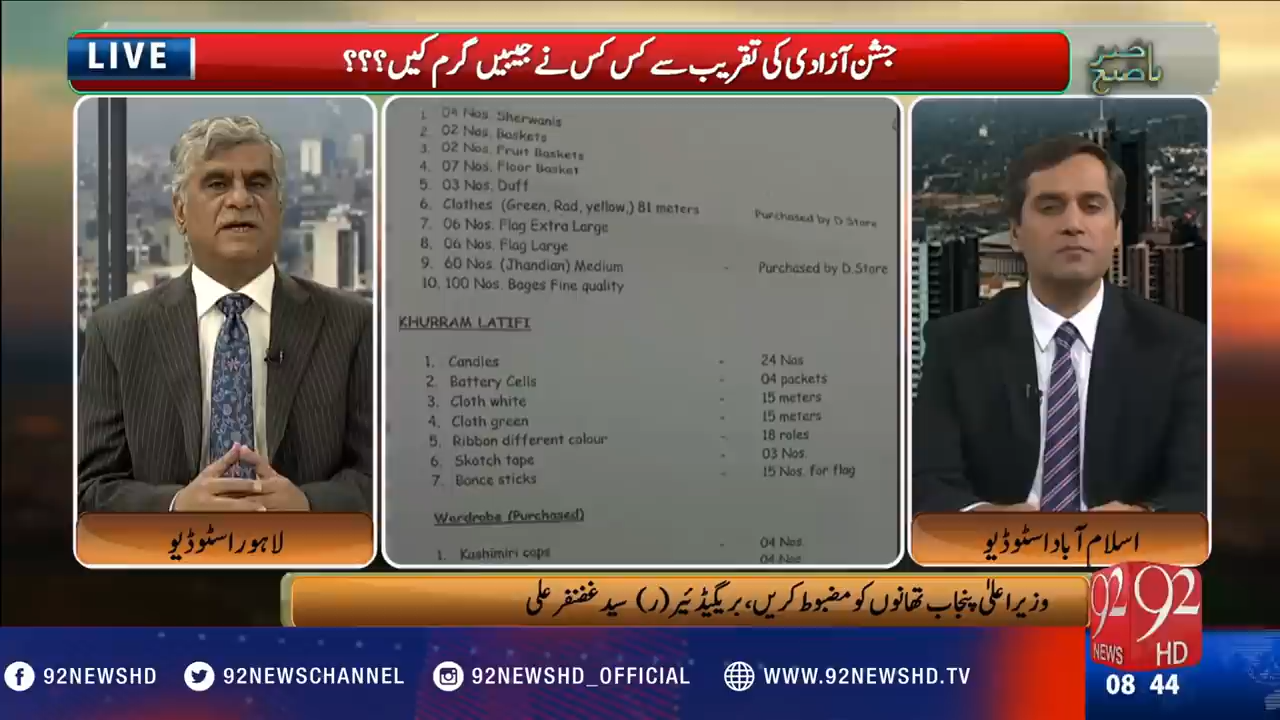 LIVE
جشن آزادی کی تقریب سے کس کس نے جیبیں گرم کیں؟؟؟
باخبر
صبح
1. 04 Nos. Sherwanis
2. 02 Nos. Baskets
3. 02 Nos. Fruit Baskets
4. 07 Nos. Floor Basket
5. 03 Nos. Duff
6. Clothes (Green, Rad, yellow,) 81 meters Purchased by D.Store
7. 06 Nos. Flag Extra Large
8. 06 Nos. Flag Large
9. 60 Nos. (Jhandian) Medium - Purchased by D.Store
10. 100 Nos. Bages Fine quality
KHURRAM LATIFI
1. Candles - 24 Nos
2. Battery Cells - 04 packets
3. Cloth white - 15 meters
4. Cloth green - 15 meters
5. Ribbon different colour - 18 roles
6. Skotch tape - 03 Nos.
7. Bonce sticks - 15 Nos. for flag
Wardrobe (Purchased)
1. Kashimiri caps - 04 Nos.
04 Nos.
لاہور اسٹوڈیو
اسلام آباد اسٹوڈیو
وزیراعلیٰ پنجاب تھانوں کو مضبوط کریں، بریگیڈئیر (ر) سید غضنفر علی
92 92
NEWS HD
08 44
92NEWSHD
92NEWSCHANNEL
92NEWSHD_OFFICIAL
WWW.92NEWSHD.TV